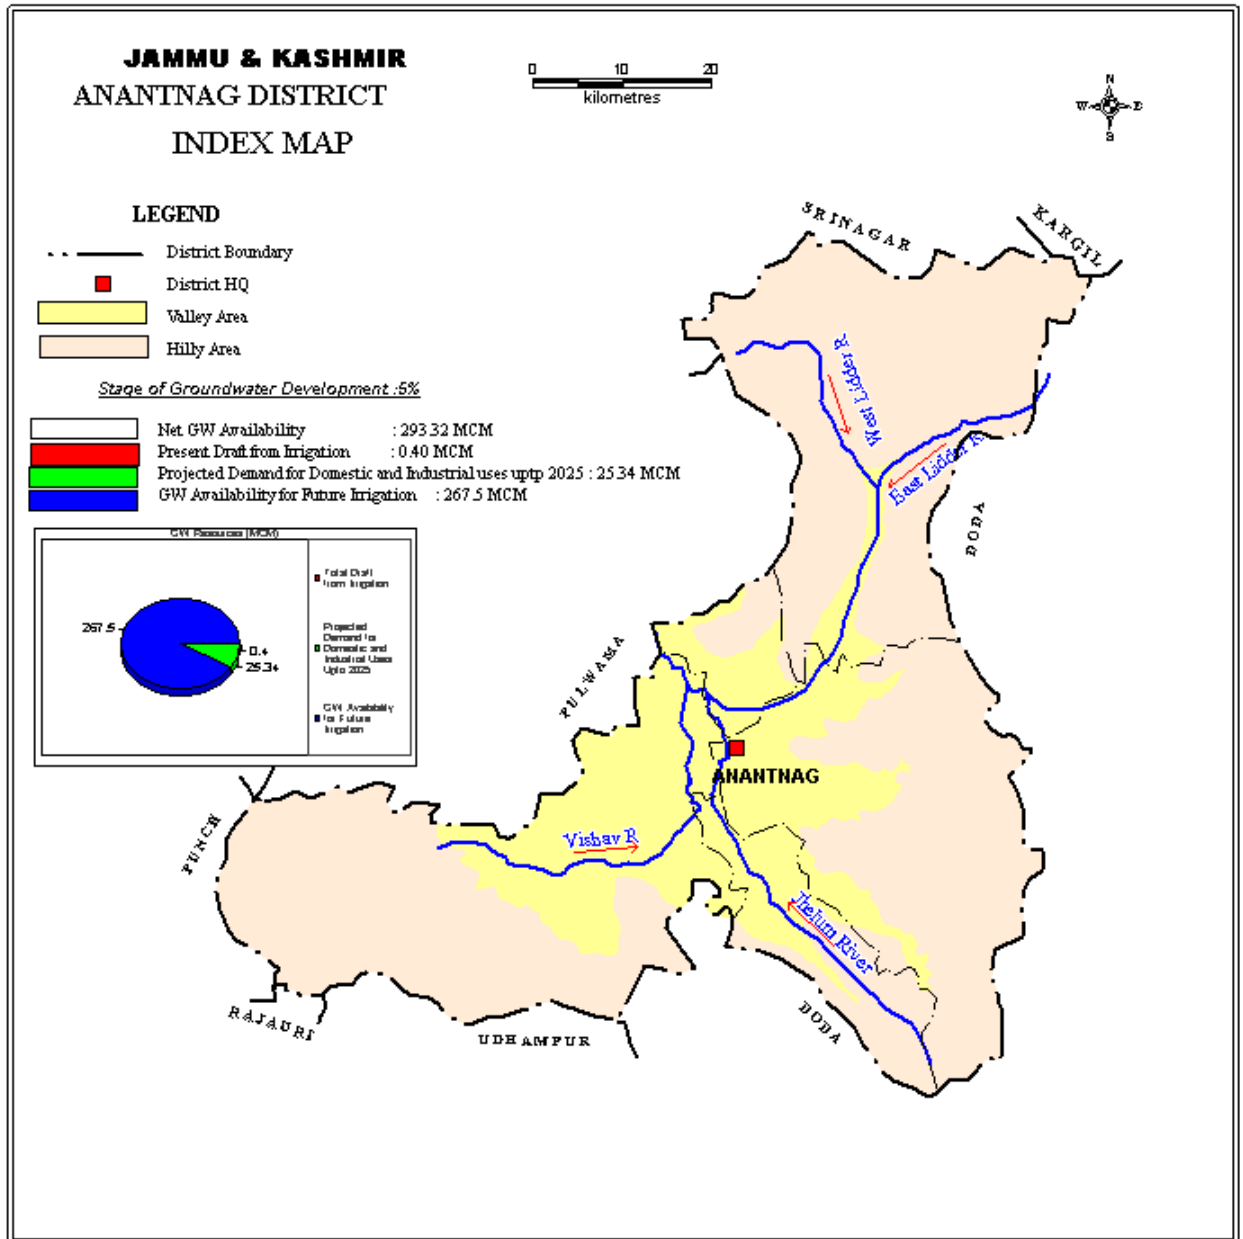 JAMMU & KASHMIR
ANANTNAG DISTRICT
INDEX MAP
0 10 20
kilometres
N
W E
S
LEGEND
District Boundary
District HQ
Valley Area
Hilly Area
Stage of Groundwater Development :5%
Net GW Availability : 293.32 MCM
Present Draft from Irrigation : 0.40 MCM
Projected Demand for Domestic and Industrial uses uptp 2025 : 25.34 MCM
GW Availability for Future Irrigation : 267.5 MCM
GW Resources (MCM)
267.5
0.4
25.34
Total Draft
from Irrigation
Projected
Demand for
Domestic and
Industrial Uses
Upto 2025
GW Availability
for Future
Irrigation
SRINAGAR
KARGIL
West Lidder R.
East Lidder R.
DODA
PULWAMA
ANANTNAG
PUNCH
Vishav R
Jhelum River
RAJAURI
UDHAMPUR
DODA